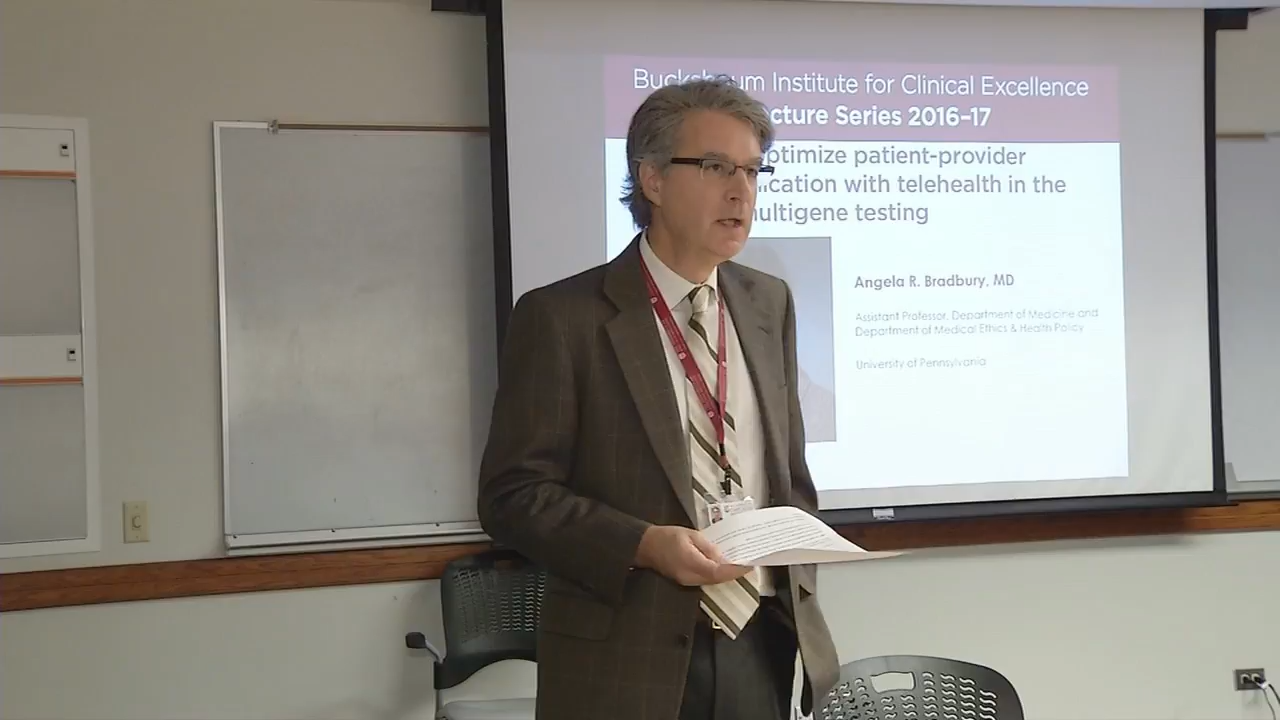 Bucksbaum Institute for Clinical Excellence
cture Series 2016–17
ptimize patient-provider
ication with telehealth in the
ultigene testing
Angela R. Bradbury, MD
Assistant Professor, Department of Medicine and
Department of Medical Ethics & Health Policy
University of Pennsylvania